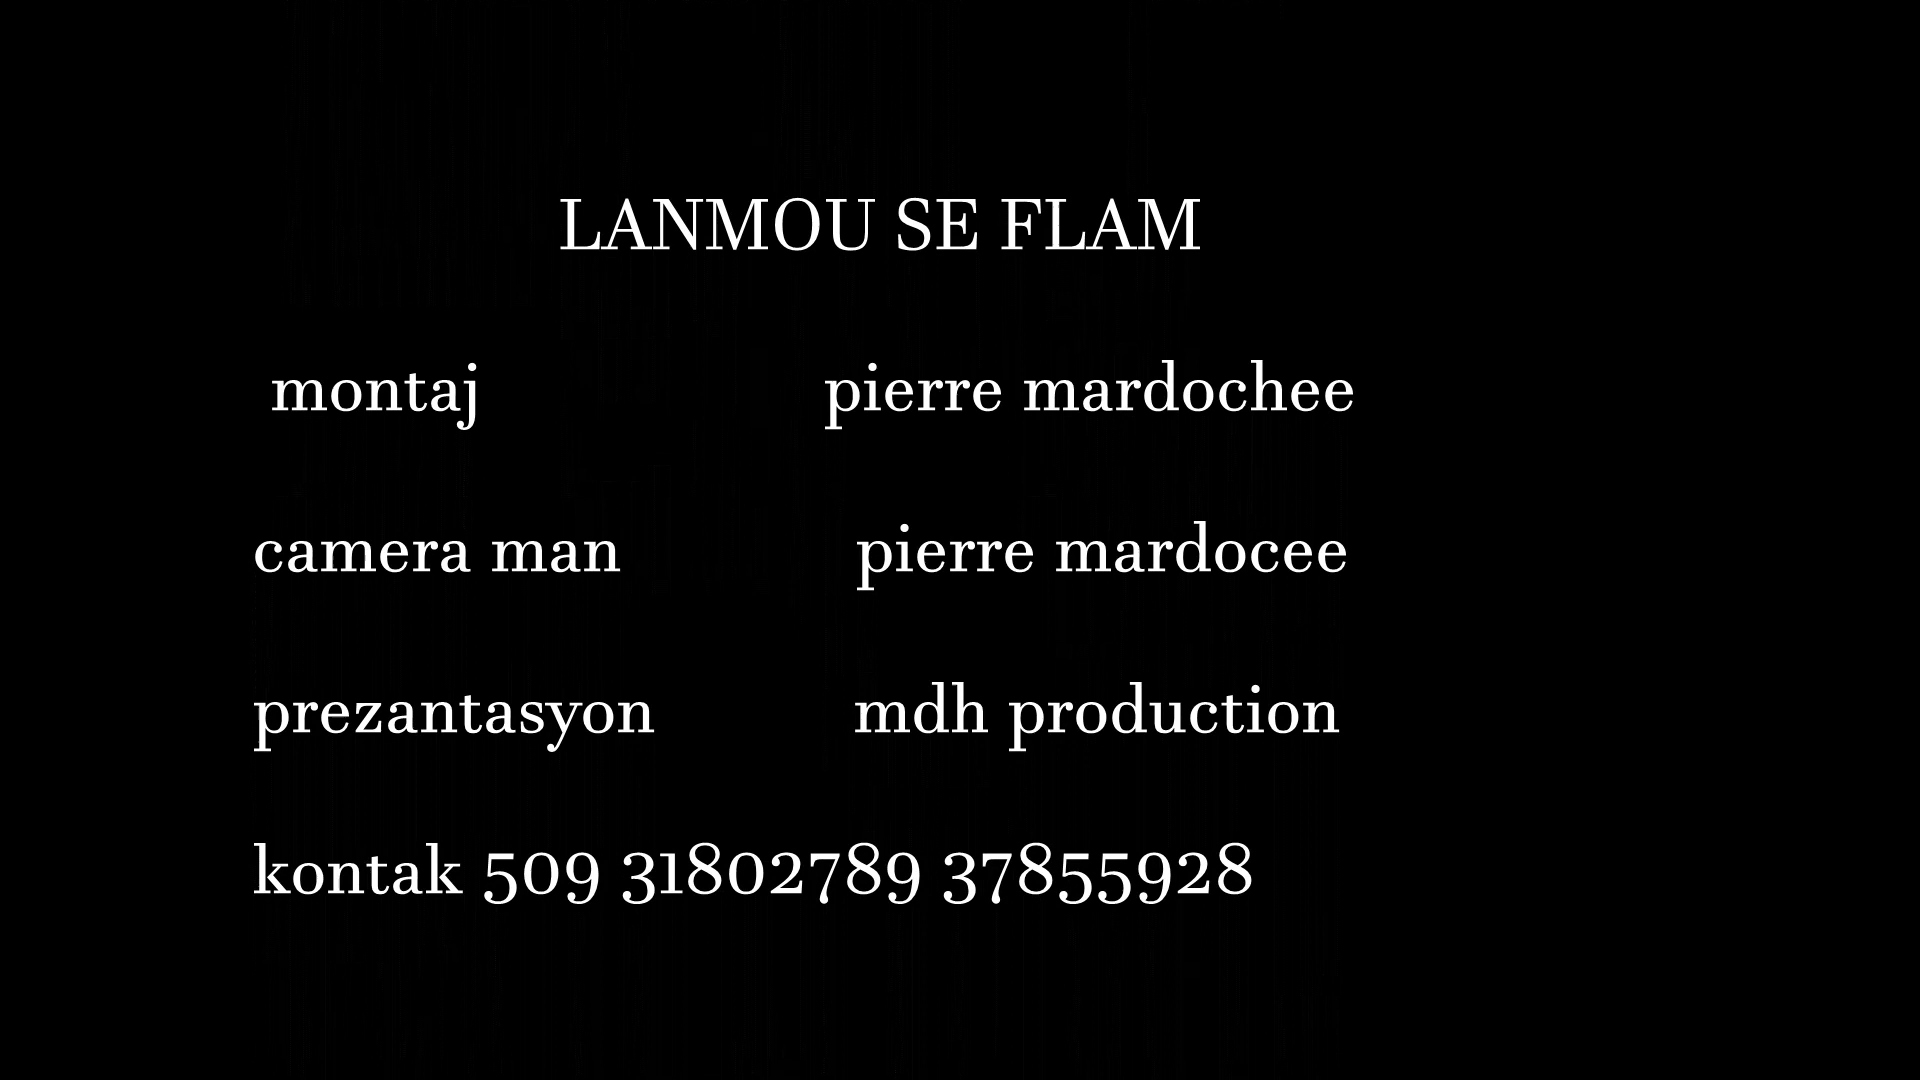 LANMOU SE FLAM
montaj pierre mardochee
camera man pierre mardocee
prezantasyon mdh production
kontak 509 31802789 37855928